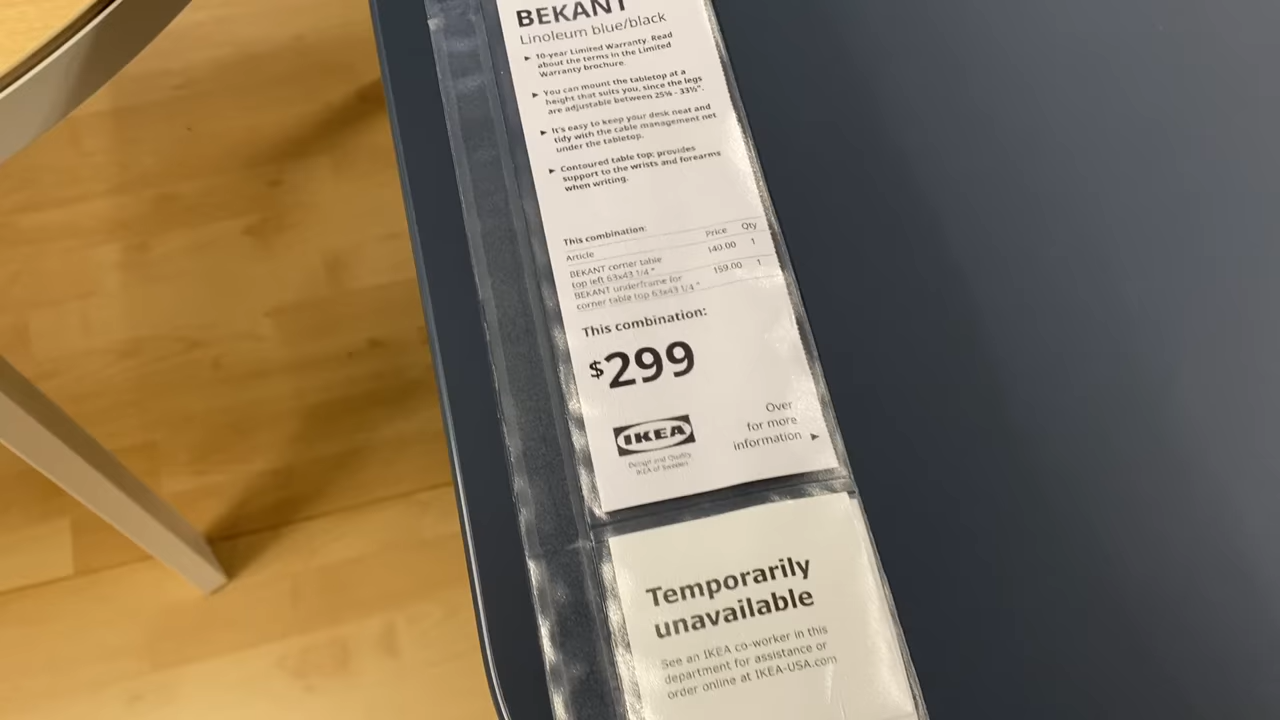 BEKANT
Linoleum blue/black
► 10-year Limited Warranty. Read
about the terms in the Limited
Warranty brochure.
► You can mount the tabletop at a
height that suits you, since the legs
are adjustable between 25⅝ - 33½".
► It's easy to keep your desk neat and
tidy with the cable management net
under the tabletop.
► Contoured table top; provides
support to the wrists and forearms
when writing.
This combination:
Article Price Qty
BEKANT corner table
top left 63x43 1/4 " 140.00 1
BEKANT underframe for
corner table top 63x43 1/4 " 159.00 1
This combination:
$299
IKEA
Design and Quality
IKEA of Sweden
Over
for more
information ►
Temporarily
unavailable
See an IKEA co-worker in this
department for assistance or
order online at IKEA-USA.com